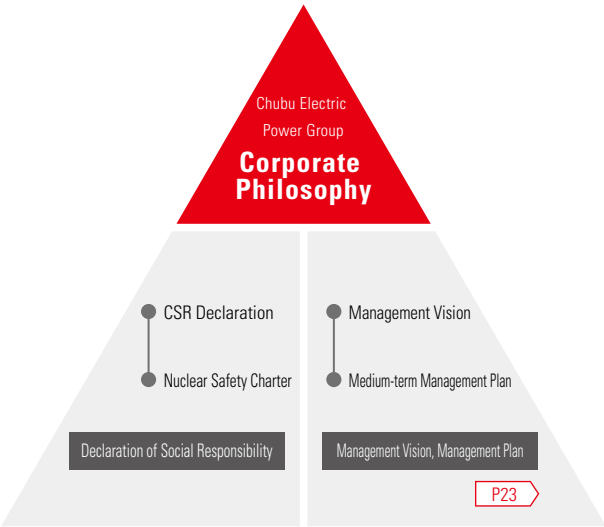 Chubu Electric
Power Group
Corporate
Philosophy
CSR Declaration
Nuclear Safety Charter
Declaration of Social Responsibility
Management Vision
Medium-term Management Plan
Management Vision, Management Plan
P23